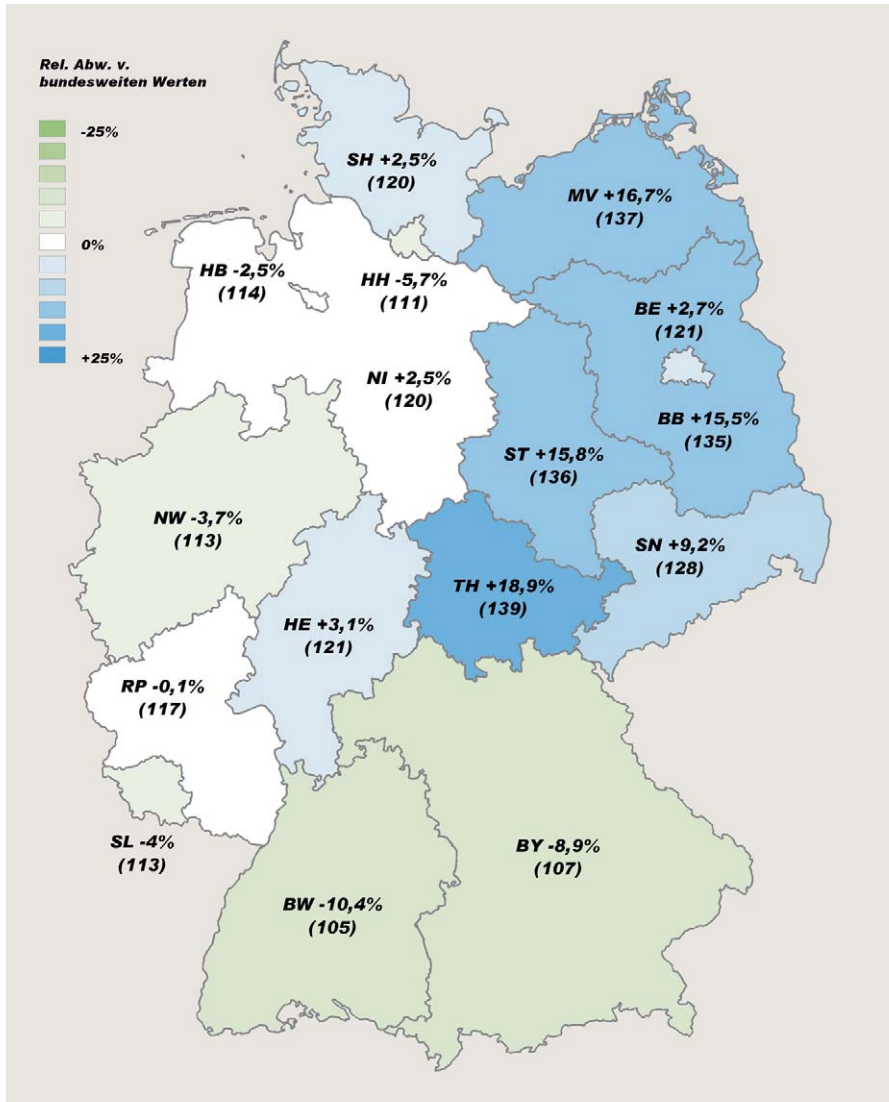 Rel. Abw. v.
bundesweiten Werten
-25%
0%
+25%
SH +2,5%
(120)
MV +16,7%
(137)
HB -2,5%
(114)
HH -5,7%
(111)
BE +2,7%
(121)
NI +2,5%
(120)
BB +15,5%
(135)
ST +15,8%
(136)
NW -3,7%
(113)
SN +9,2%
(128)
TH +18,9%
(139)
HE +3,1%
(121)
RP -0,1%
(117)
SL -4%
(113)
BY -8,9%
(107)
BW -10,4%
(105)